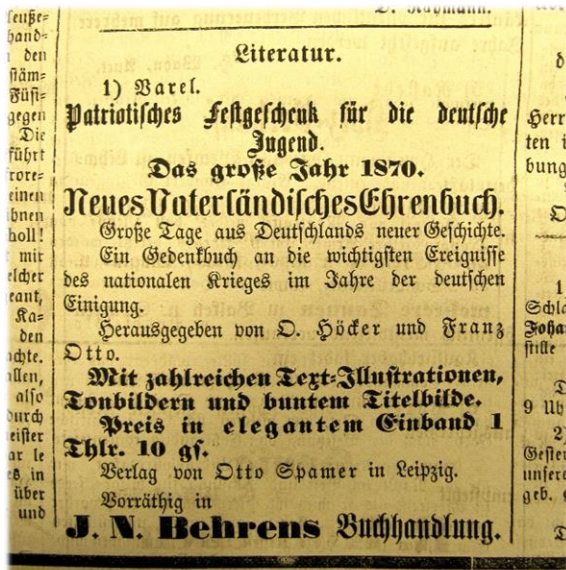 Literatur.
1) Varel.
Patriotisches Festgeschenk für die deutsche
Jugend.
Das große Jahr 1870.
Neues Vaterländisches Ehrenbuch.
Große Tage aus Deutschlands neuer Geschichte.
Ein Gedenkbuch an die wichtigsten Ereignisse
des nationalen Krieges im Jahre der deutschen
Einigung.
Herausgegeben von O. Höcker und Franz
Otto.
Mit zahlreichen Text-Illustrationen,
Tonbildern und buntem Titelbilde.
Preis in elegantem Einband 1
Thlr. 10 gs.
Verlag von Otto Spamer in Leipzig.
Vorräthig in
J. N. Behrens Buchhandlung.